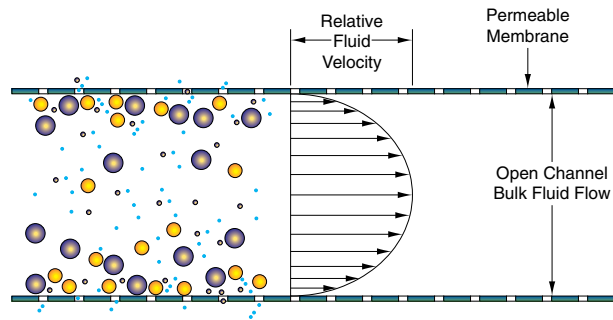 Relative
Fluid
Velocity
Permeable
Membrane
Open Channel
Bulk Fluid Flow